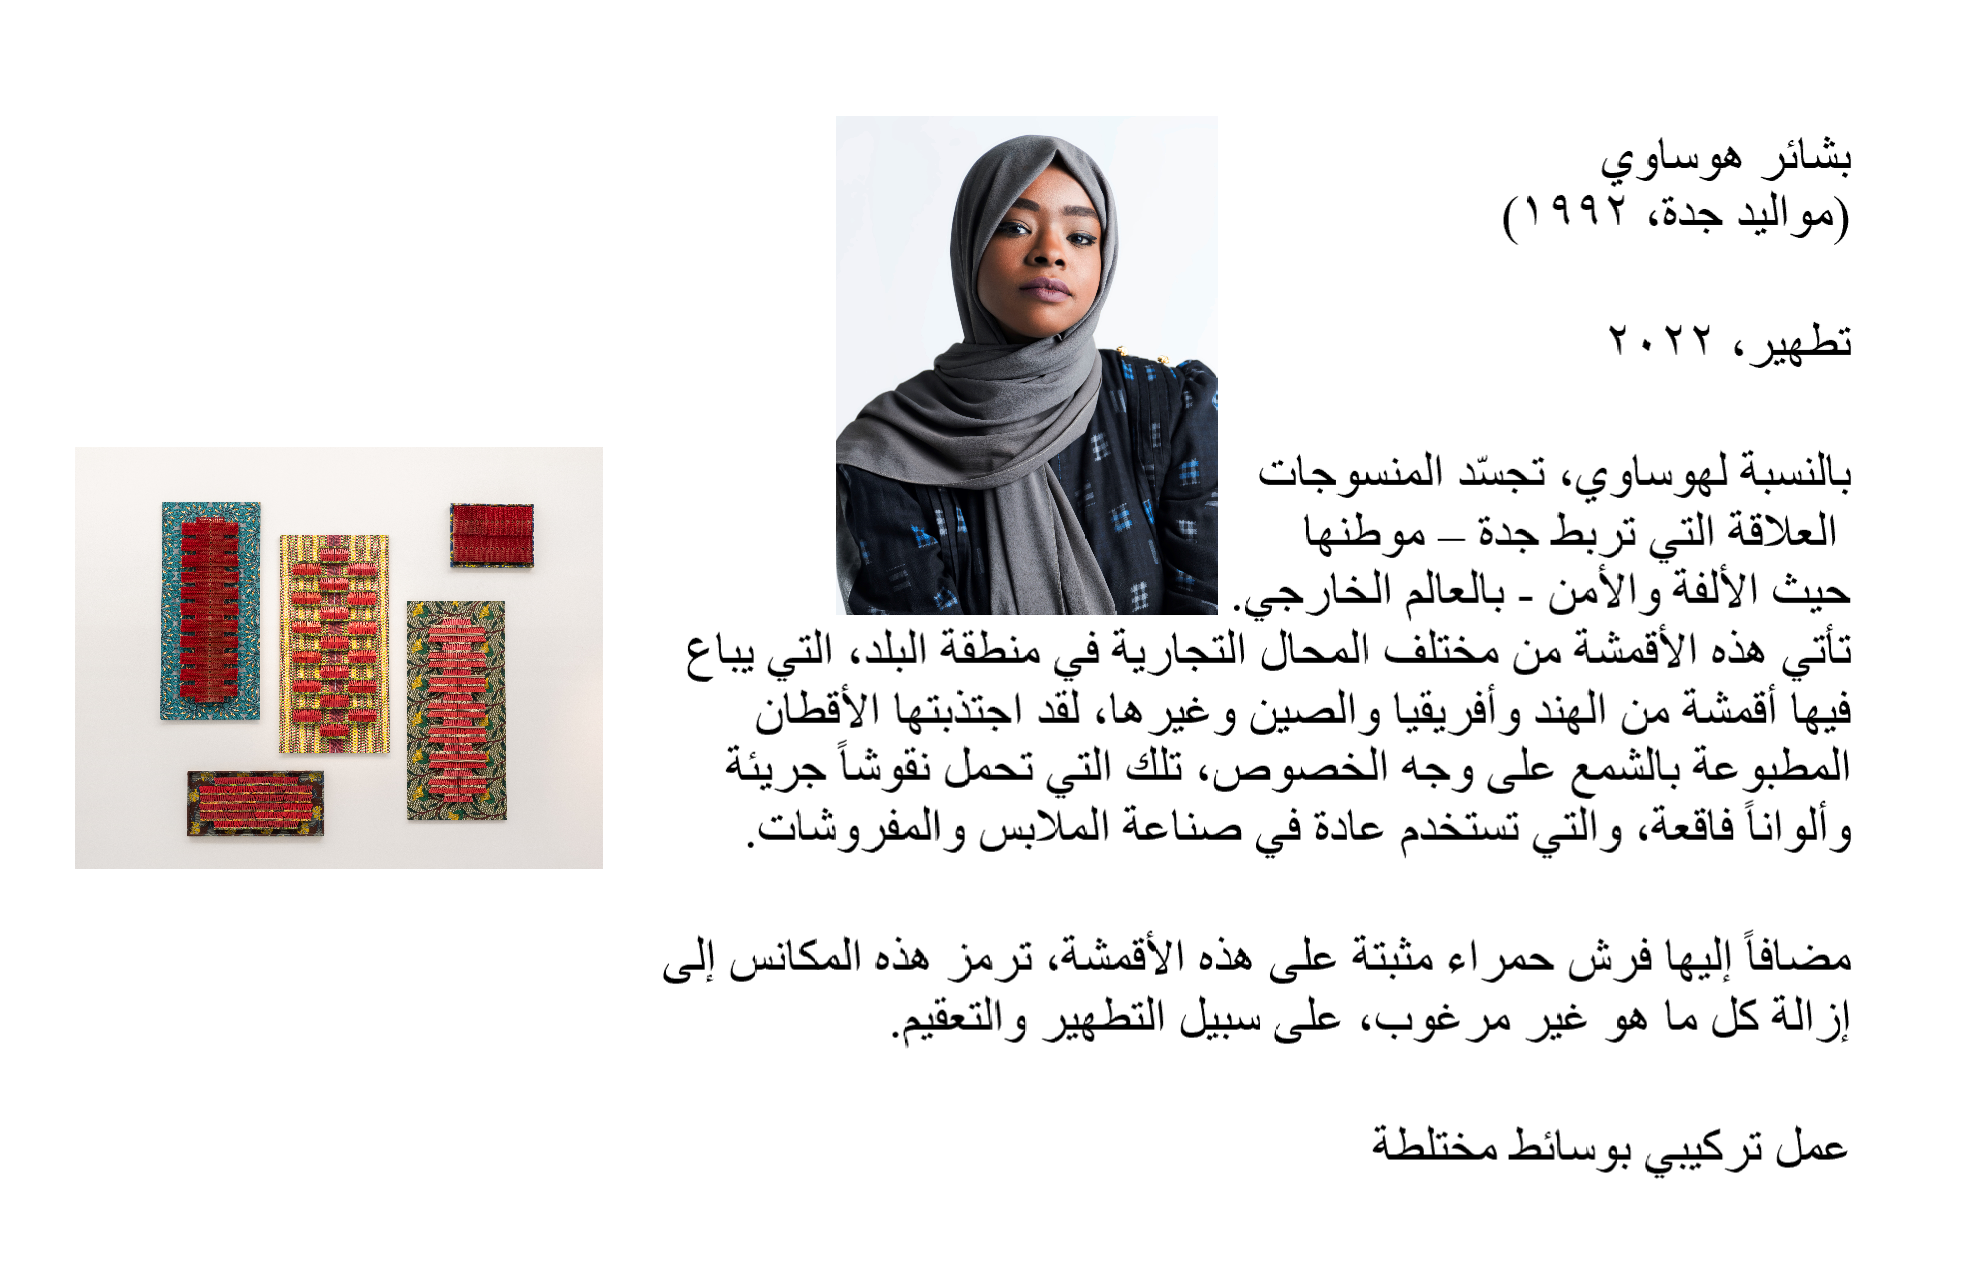 بشائر هوساوي
(مواليد جدة، ١٩٩٢)
تطهير، ٢٠٢٢
بالنسبة لهوساوي، تجسّد المنسوجات
العلاقة التي تربط جدة – موطنها
حيث الألفة والأمن - بالعالم الخارجي.
تأتي هذه الأقمشة من مختلف المحال التجارية في منطقة البلد، التي يباع
فيها أقمشة من الهند وأفريقيا والصين وغيرها، لقد اجتذبتها الأقطان
المطبوعة بالشمع على وجه الخصوص، تلك التي تحمل نقوشاً جريئة
وألواناً فاقعة، والتي تستخدم عادة في صناعة الملابس والمفروشات.
مضافاً إليها فرش حمراء مثبتة على هذه الأقمشة، ترمز هذه المكانس إلى
إزالة كل ما هو غير مرغوب، على سبيل التطهير والتعقيم.
عمل تركيبي بوسائط مختلطة